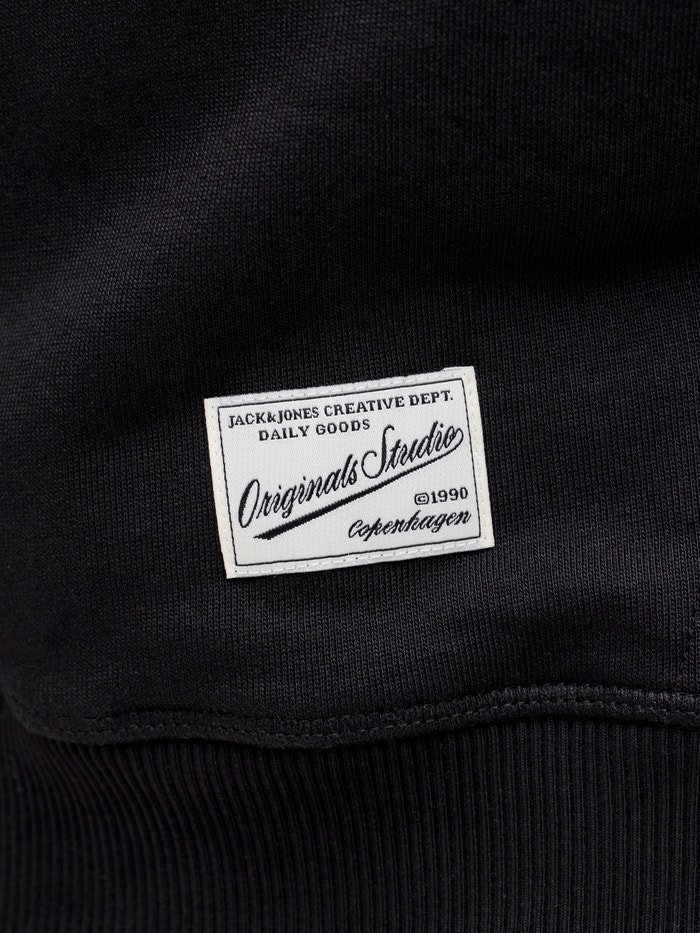 JACK&JONES CREATIVE DEPT.
DAILY GOODS
Originals Studio
©1990
Copenhagen